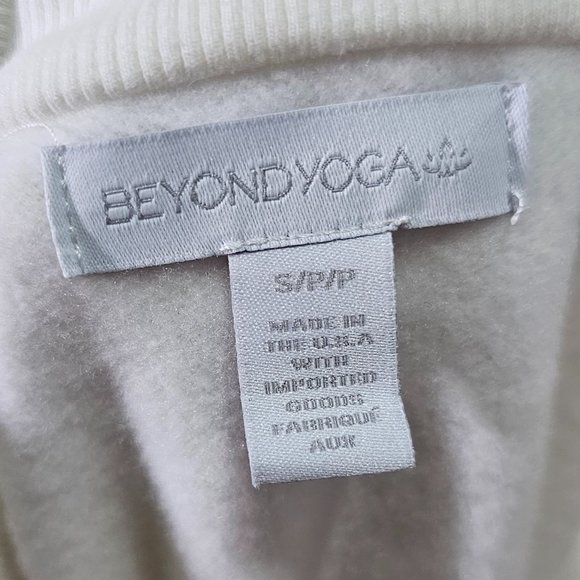 BEYOND YOGA
S/P/P
MADE IN
THE U.S.A
WITH
IMPORTED
GOODS
FABRIQUÉ
AUX